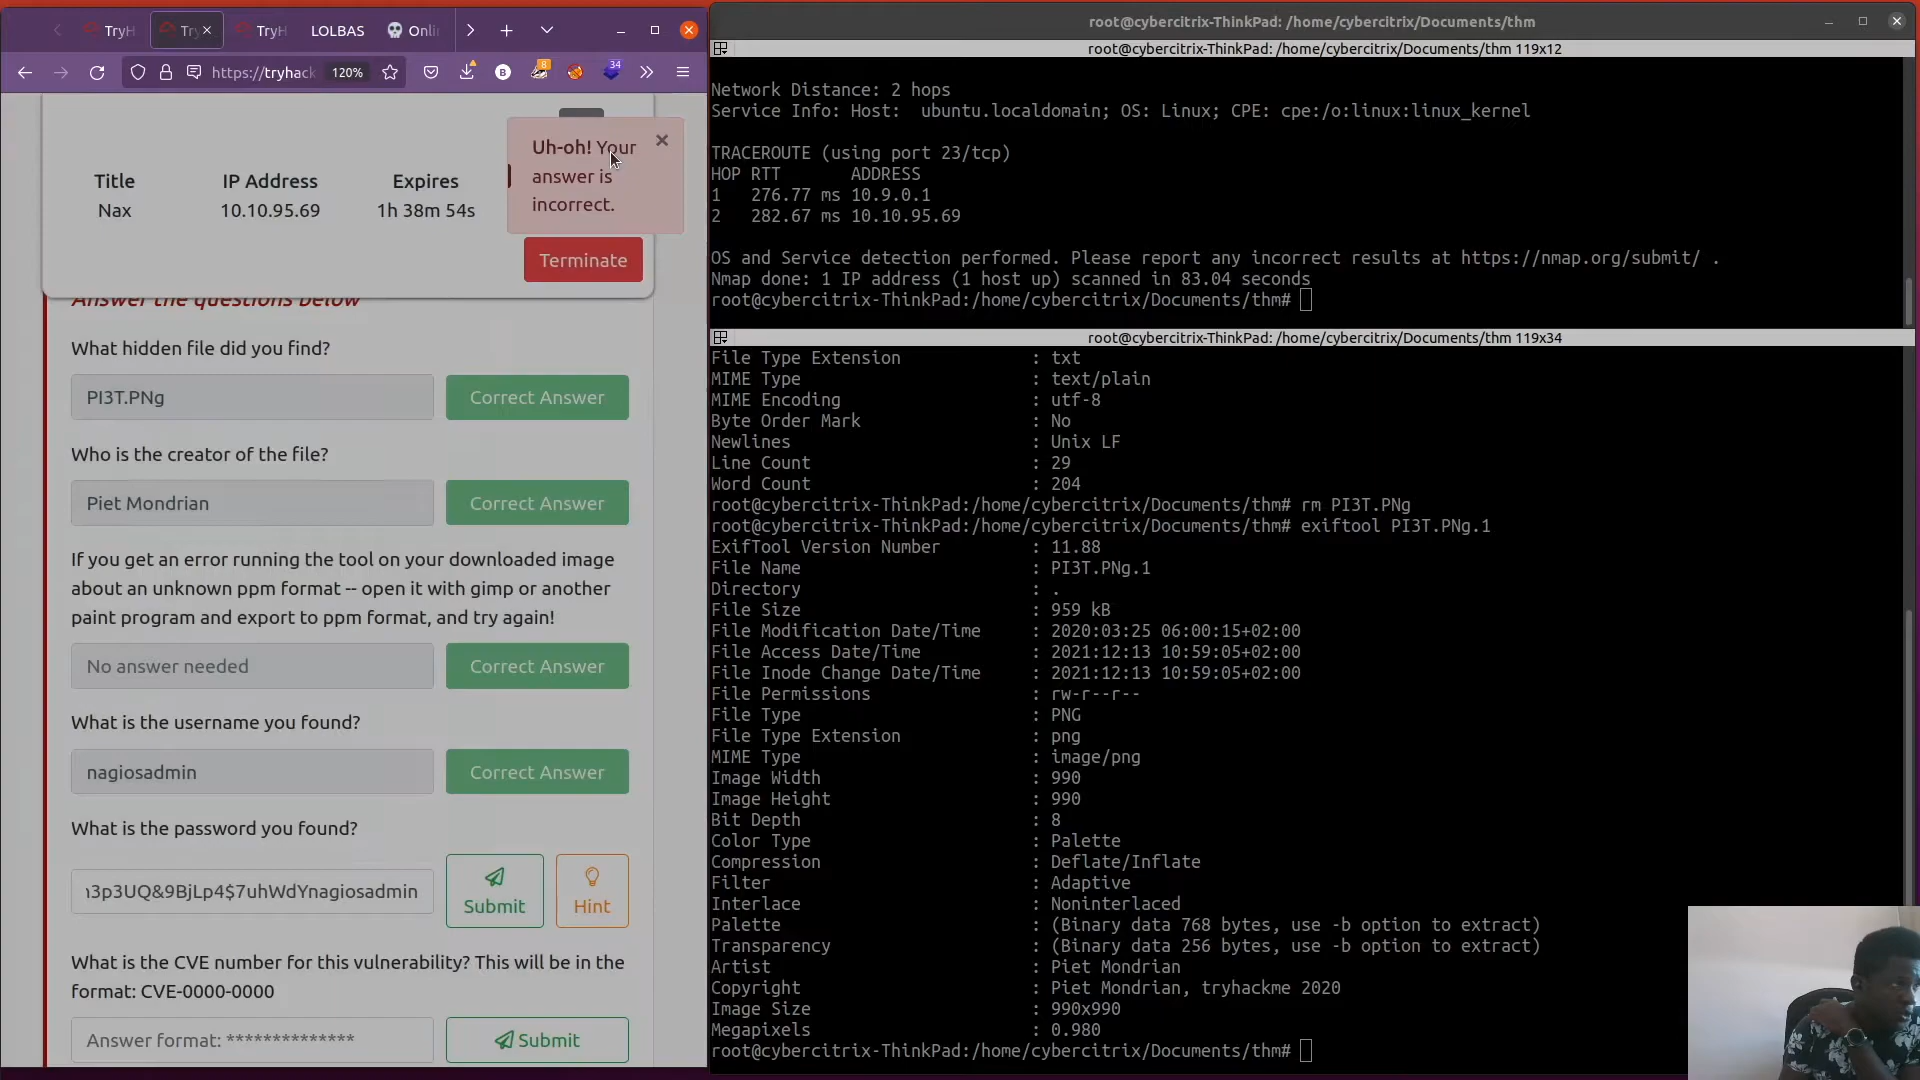 TryH
Try
TryH
LOLBAS
Onli
https://tryhack
120%
B
8
34
Title
IP Address
Expires
Nax
10.10.95.69
1h 38m 54s
Uh-oh! Your
answer is
incorrect.
Terminate
Answer the questions below
What hidden file did you find?
PI3T.PNg
Correct Answer
Who is the creator of the file?
Piet Mondrian
Correct Answer
If you get an error running the tool on your downloaded image
about an unknown ppm format -- open it with gimp or another
paint program and export to ppm format, and try again!
No answer needed
Correct Answer
What is the username you found?
nagiosadmin
Correct Answer
What is the password you found?
3p3UQ&9BjLp4$7uhWdYnagiosadmin
Submit
Hint
What is the CVE number for this vulnerability? This will be in the
format: CVE-0000-0000
Answer format: **************
Submit
root@cybercitrix-ThinkPad: /home/cybercitrix/Documents/thm
root@cybercitrix-ThinkPad: /home/cybercitrix/Documents/thm 119x12
Network Distance: 2 hops
Service Info: Host:  ubuntu.localdomain; OS: Linux; CPE: cpe:/o:linux:linux_kernel
TRACEROUTE (using port 23/tcp)
HOP RTT       ADDRESS
1   276.77 ms 10.9.0.1
2   282.67 ms 10.10.95.69
OS and Service detection performed. Please report any incorrect results at https://nmap.org/submit/ .
Nmap done: 1 IP address (1 host up) scanned in 83.04 seconds
root@cybercitrix-ThinkPad:/home/cybercitrix/Documents/thm#
root@cybercitrix-ThinkPad: /home/cybercitrix/Documents/thm 119x34
File Type Extension             : txt
MIME Type                       : text/plain
MIME Encoding                   : utf-8
Byte Order Mark                 : No
Newlines                        : Unix LF
Line Count                      : 29
Word Count                      : 204
root@cybercitrix-ThinkPad:/home/cybercitrix/Documents/thm# rm PI3T.PNg
root@cybercitrix-ThinkPad:/home/cybercitrix/Documents/thm# exiftool PI3T.PNg.1
ExifTool Version Number         : 11.88
File Name                       : PI3T.PNg.1
Directory                       : .
File Size                       : 959 kB
File Modification Date/Time     : 2020:03:25 06:00:15+02:00
File Access Date/Time           : 2021:12:13 10:59:05+02:00
File Inode Change Date/Time     : 2021:12:13 10:59:05+02:00
File Permissions                : rw-r--r--
File Type                       : PNG
File Type Extension             : png
MIME Type                       : image/png
Image Width                     : 990
Image Height                    : 990
Bit Depth                       : 8
Color Type                      : Palette
Compression                     : Deflate/Inflate
Filter                          : Adaptive
Interlace                       : Noninterlaced
Palette                         : (Binary data 768 bytes, use -b option to extract)
Transparency                    : (Binary data 256 bytes, use -b option to extract)
Artist                          : Piet Mondrian
Copyright                       : Piet Mondrian, tryhackme 2020
Image Size                      : 990x990
Megapixels                      : 0.980
root@cybercitrix-ThinkPad:/home/cybercitrix/Documents/thm#